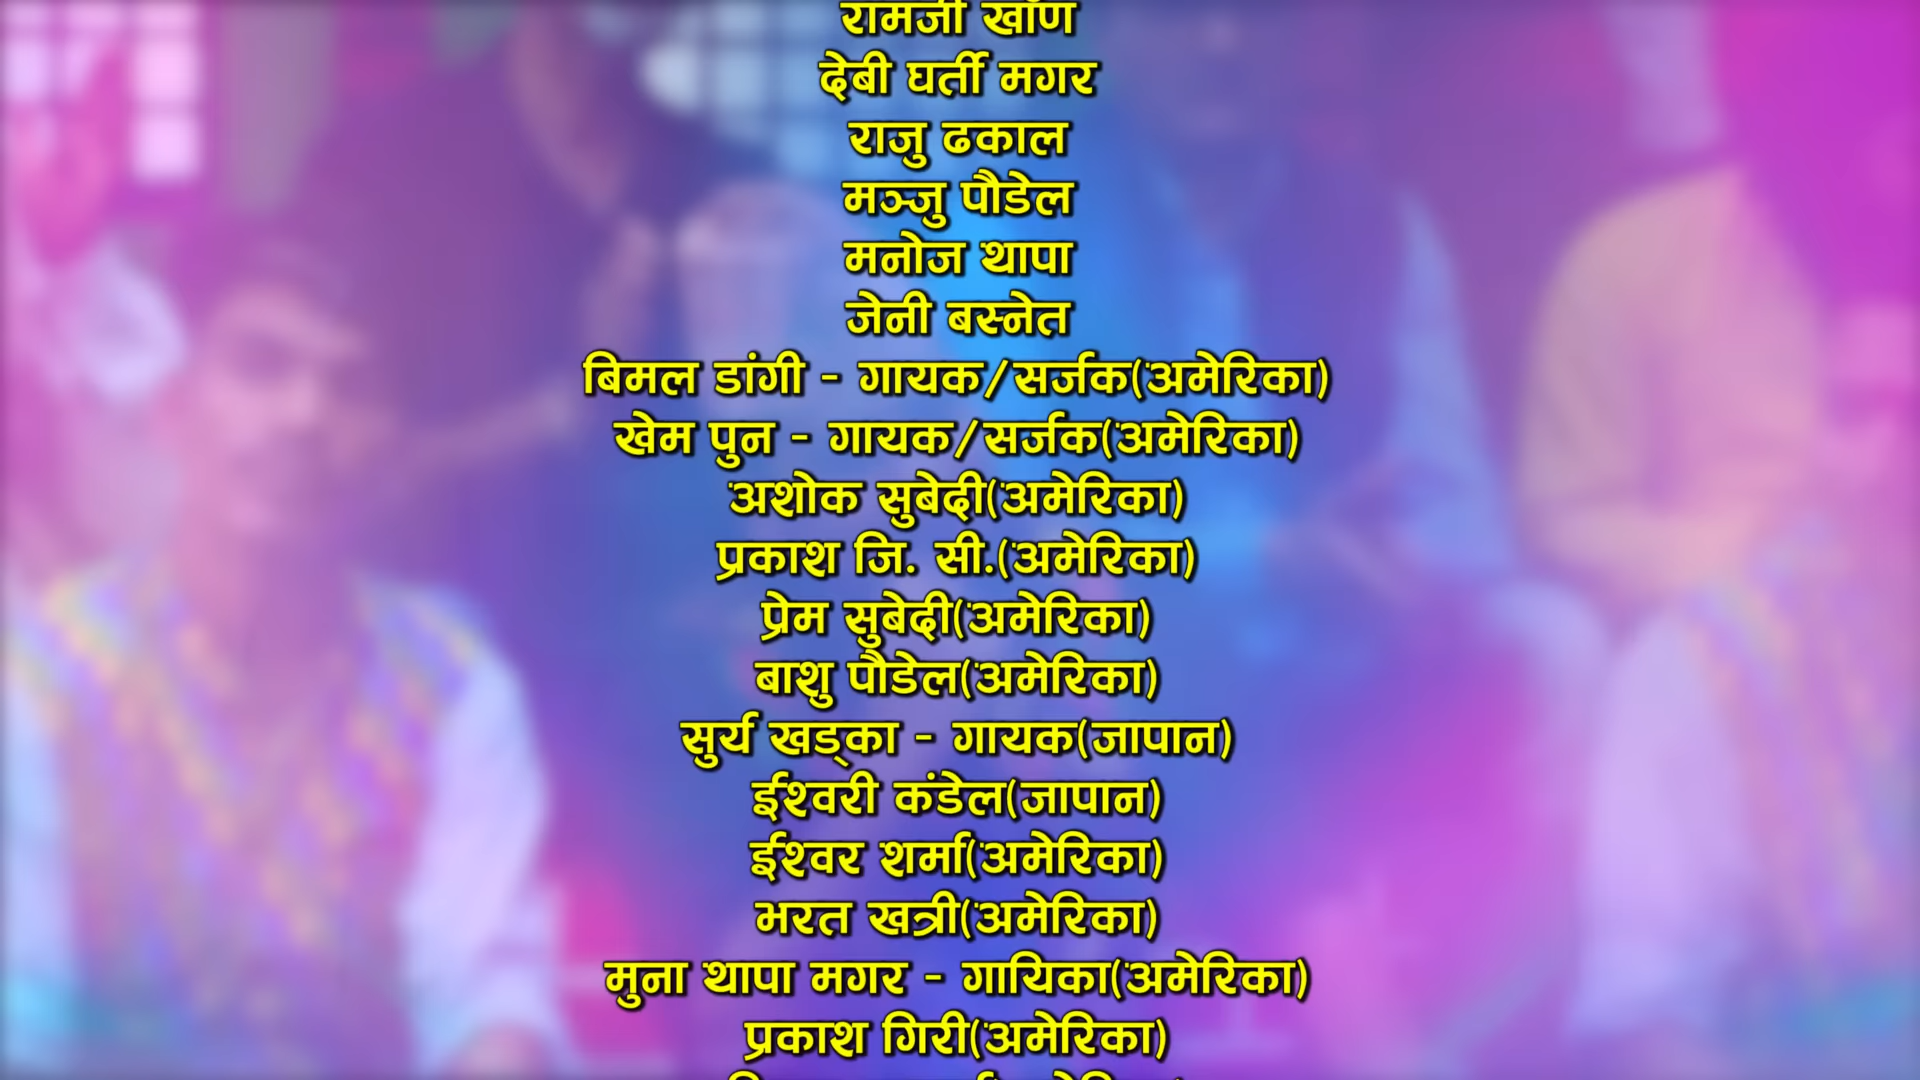 रामजी खाँण
देबी घर्ती मगर
राजु ढकाल
मञ्जु पौडेल
मनोज थापा
जेनी बस्नेत
बिमल डांगी - गायक/सर्जक(अमेरिका)
खेम पुन - गायक/सर्जक(अमेरिका)
अशोक सुबेदी(अमेरिका)
प्रकाश जि. सी.(अमेरिका)
प्रेम सुबेदी(अमेरिका)
बाशु पौडेल(अमेरिका)
सुर्य खड्का - गायक(जापान)
ईश्वरी कंडेल(जापान)
ईश्वर शर्मा(अमेरिका)
भरत खत्री(अमेरिका)
मुना थापा मगर - गायिका(अमेरिका)
प्रकाश गिरी(अमेरिका)